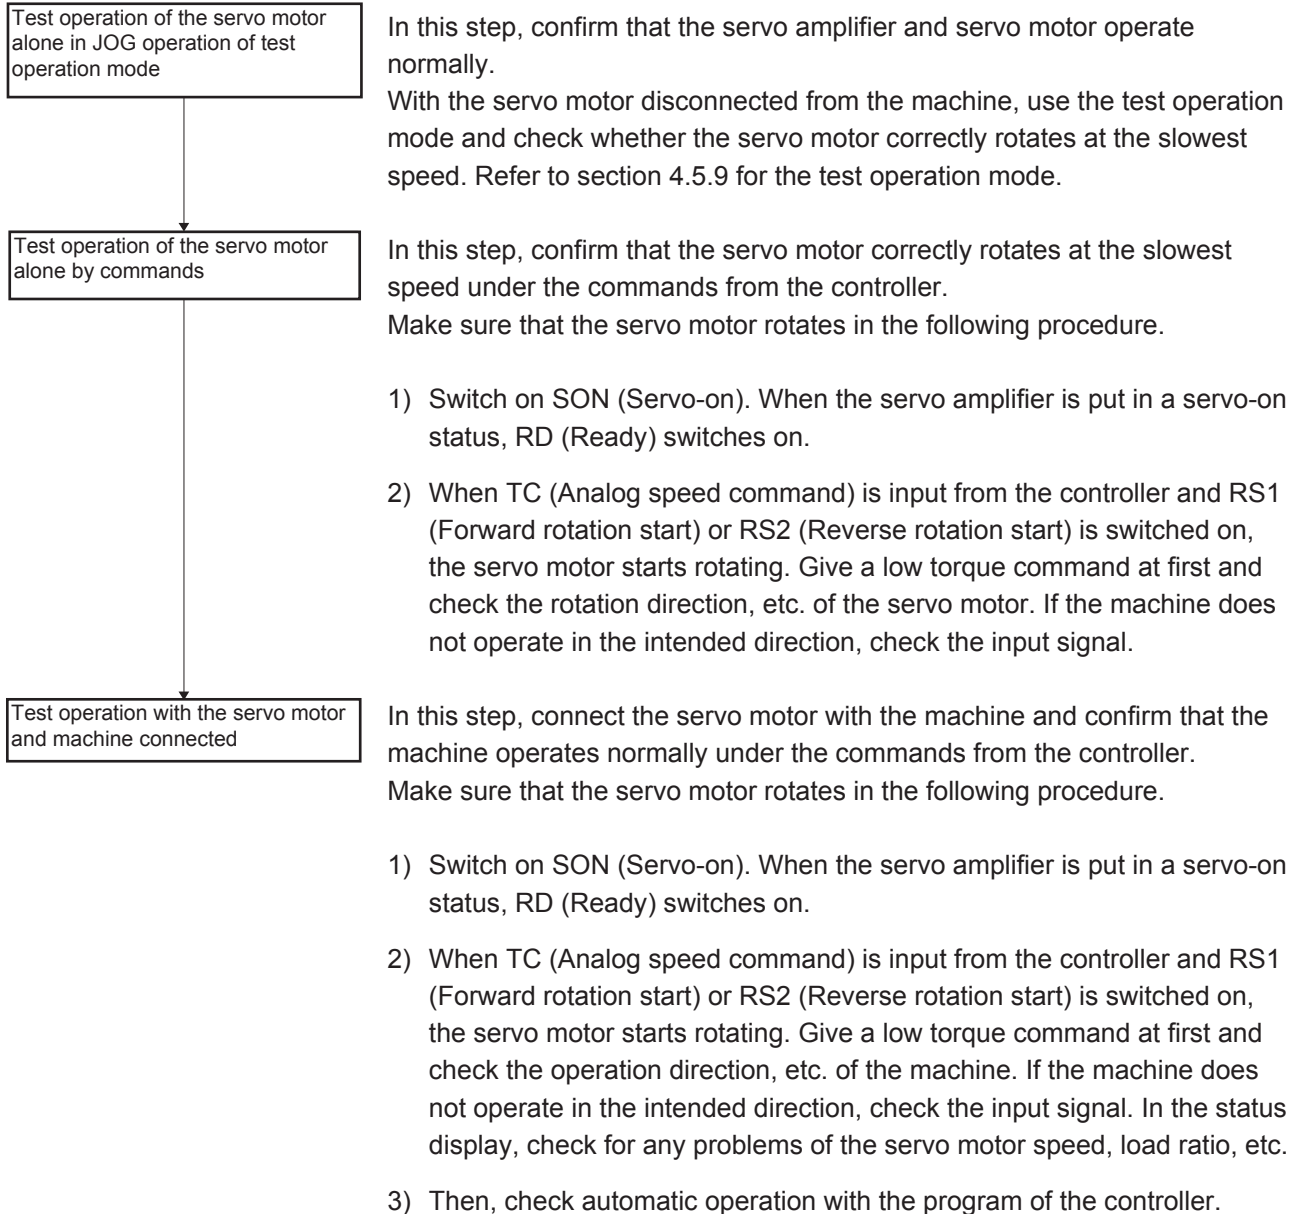 Test operation of the servo motor
alone in JOG operation of test
operation mode
In this step, confirm that the servo amplifier and servo motor operate
normally.
With the servo motor disconnected from the machine, use the test operation
mode and check whether the servo motor correctly rotates at the slowest
speed. Refer to section 4.5.9 for the test operation mode.
Test operation of the servo motor
alone by commands
In this step, confirm that the servo motor correctly rotates at the slowest
speed under the commands from the controller.
Make sure that the servo motor rotates in the following procedure.
1) Switch on SON (Servo-on). When the servo amplifier is put in a servo-on
status, RD (Ready) switches on.
2) When TC (Analog speed command) is input from the controller and RS1
(Forward rotation start) or RS2 (Reverse rotation start) is switched on,
the servo motor starts rotating. Give a low torque command at first and
check the rotation direction, etc. of the servo motor. If the machine does
not operate in the intended direction, check the input signal.
Test operation with the servo motor
and machine connected
In this step, connect the servo motor with the machine and confirm that the
machine operates normally under the commands from the controller.
Make sure that the servo motor rotates in the following procedure.
1) Switch on SON (Servo-on). When the servo amplifier is put in a servo-on
status, RD (Ready) switches on.
2) When TC (Analog speed command) is input from the controller and RS1
(Forward rotation start) or RS2 (Reverse rotation start) is switched on,
the servo motor starts rotating. Give a low torque command at first and
check the operation direction, etc. of the machine. If the machine does
not operate in the intended direction, check the input signal. In the status
display, check for any problems of the servo motor speed, load ratio, etc.
3) Then, check automatic operation with the program of the controller.